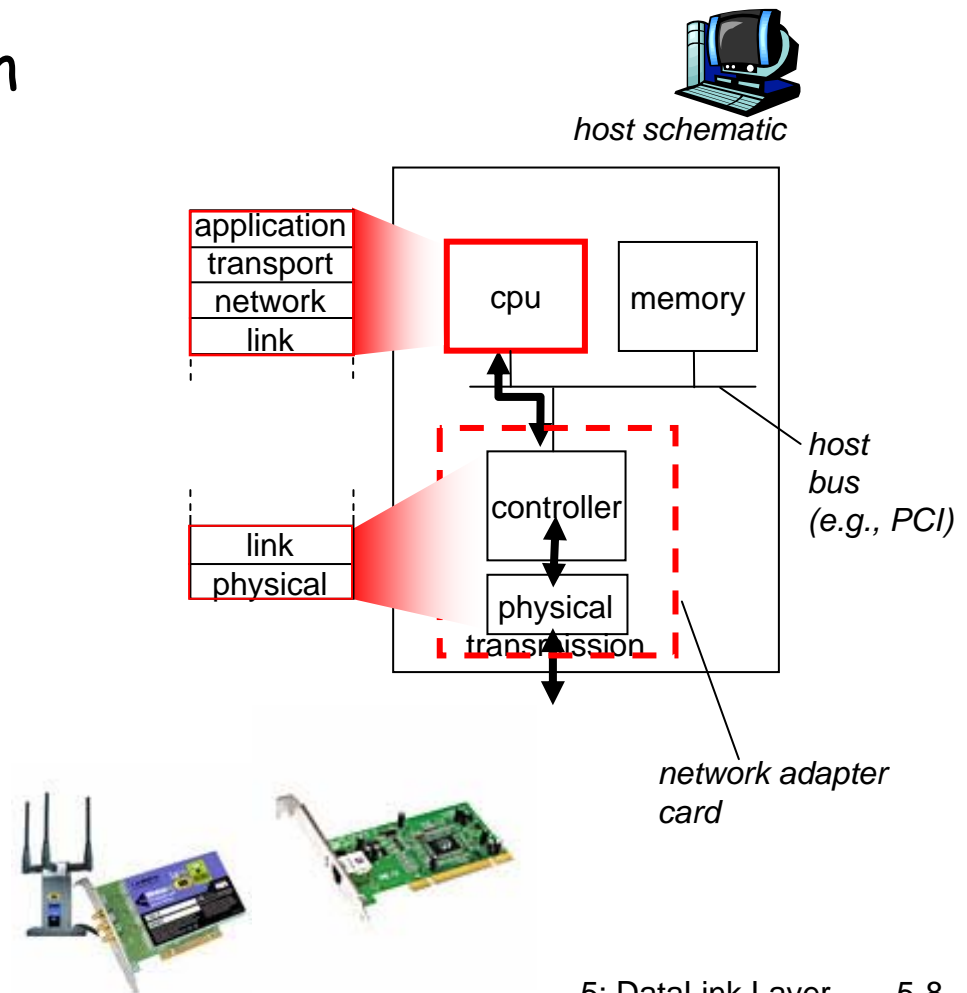 n
host schematic
application
transport
network
link
cpu
memory
host
bus
(e.g., PCI)
controller
link
physical
physical
transmission
network adapter
card
5: DataLink Layer 5-8